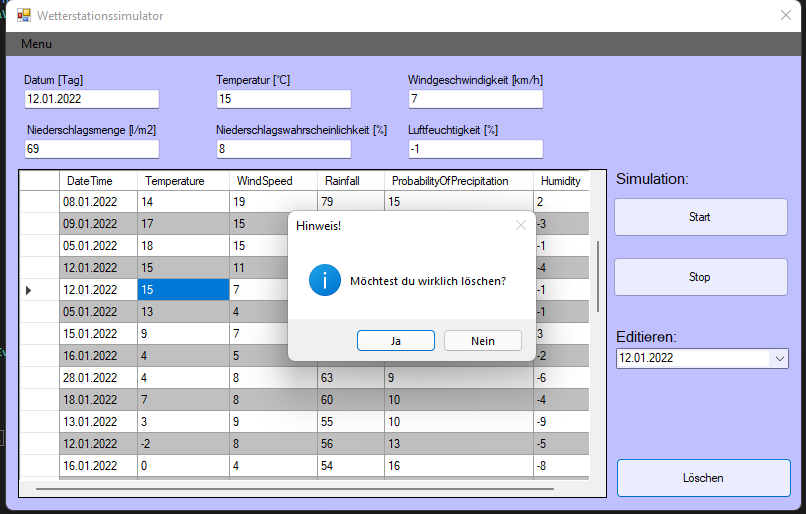 Wetterstationssimulator
Menu
Datum [Tag] Temperatur [°C] Windgeschwindigkeit [km/h]
12.01.2022 15 7
Niederschlagsmenge [l/m2] Niederschlagswahrscheinlichkeit [%] Luftfeuchtigkeit [%]
69 8 -1
DateTime Temperature WindSpeed Rainfall ProbabilityOfPrecipitation Humidity
08.01.2022 14 19 79 15 2
09.01.2022 17 15 -3
05.01.2022 18 15 -1
12.01.2022 15 11 -4
12.01.2022 15 7 -1
05.01.2022 13 4 -1
15.01.2022 9 7 3
16.01.2022 4 5 -2
28.01.2022 4 8 63 9 -6
18.01.2022 7 8 60 10 -4
13.01.2022 3 9 55 10 -9
12.01.2022 -2 8 56 13 -5
16.01.2022 0 4 54 16 -8
Hinweis!
Möchtest du wirklich löschen?
Ja Nein
Simulation:
Start
Stop
Editieren:
12.01.2022
Löschen